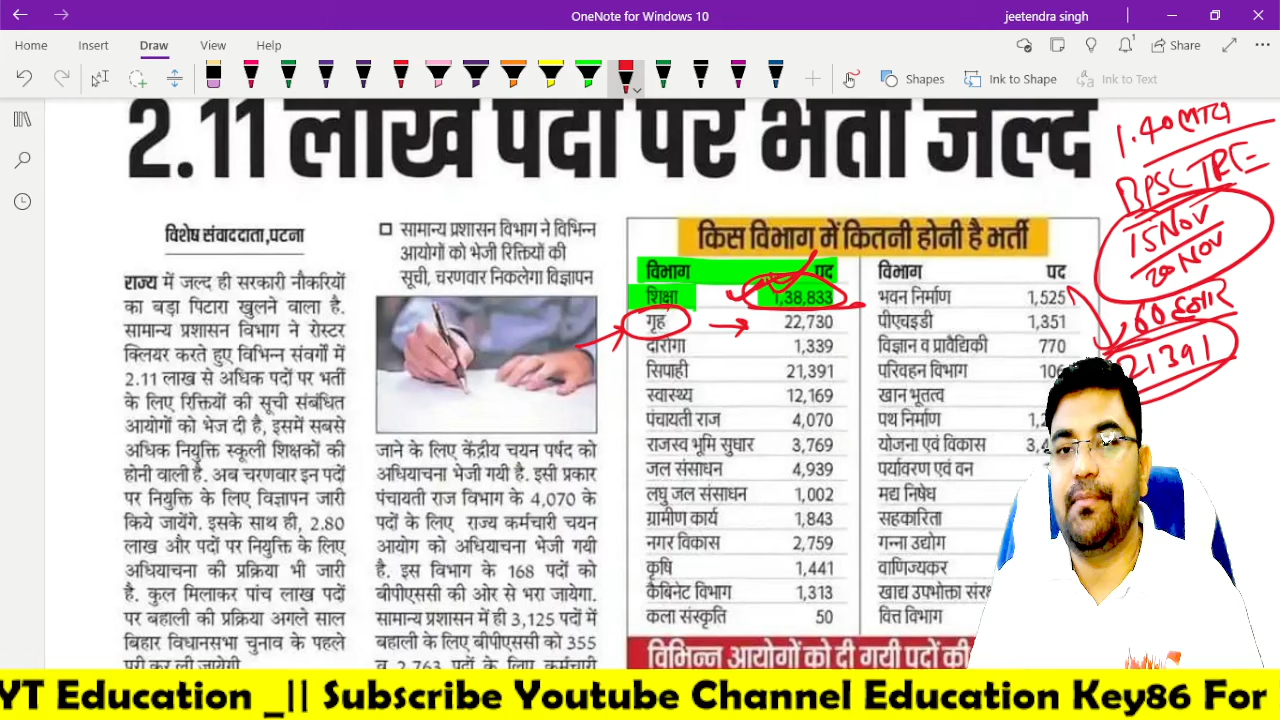 OneNote for Windows 10
jeetendra singh
Home
Insert
Draw
View
Help
Share
Shapes
Ink to Shape
Ink to Text
2.11 लाख पदों पर भर्ती जल्द
1.40 लाख
BPSC TRE
15 Nov
20 Nov
60 हजार
21391
विशेष संवाददाता,पटना
राज्य में जल्द ही सरकारी नौकरियों
का बड़ा पिटारा खुलने वाला है.
सामान्य प्रशासन विभाग ने रोस्टर
क्लियर करते हुए विभिन्न संवर्गों में
2.11 लाख से अधिक पदों पर भर्ती
के लिए रिक्तियों की सूची संबंधित
आयोगों को भेज दी है, इसमें सबसे
अधिक नियुक्ति स्कूली शिक्षकों की
होनी वाली है. अब चरणवार इन पदों
पर नियुक्ति के लिए विज्ञापन जारी
किये जायेंगे. इसके साथ ही, 2.80
लाख और पदों पर नियुक्ति के लिए
अधियाचना की प्रक्रिया भी जारी
है. कुल मिलाकर पांच लाख पदों
पर बहाली की प्रक्रिया अगले साल
बिहार विधानसभा चुनाव के पहले
पूरी कर ली जायेगी
सामान्य प्रशासन विभाग ने विभिन्न
आयोगों को भेजी रिक्तियों की
सूची, चरणवार निकलेगा विज्ञापन
जाने के लिए केंद्रीय चयन पर्षद को
अधियाचना भेजी गयी है. इसी प्रकार
पंचायती राज विभाग के 4,070 के
पदों के लिए राज्य कर्मचारी चयन
आयोग को अधियाचना भेजी गयी
है. इस विभाग के 168 पदों को
बीपीएससी की ओर से भरा जायेगा.
सामान्य प्रशासन में ही 3,125 पदों में
बहाली के लिए बीपीएससी को 355
व 2,763 पदों के लिए कर्मचारी
किस विभाग में कितनी होनी है भर्ती
विभाग पद विभाग पद
शिक्षा 1,38,833 भवन निर्माण 1,525
गृह 22,730 पीएचइडी 1,351
दारोगा 1,339 विज्ञान व प्रावैद्यिकी 770
सिपाही 21,391 परिवहन विभाग 106
स्वास्थ्य 12,169 खान भूतत्व
पंचायती राज 4,070 पथ निर्माण
राजस्व भूमि सुधार 3,769 योजना एवं विकास
जल संसाधन 4,939 पर्यावरण एवं वन
लघु जल संसाधन 1,002 मद्य निषेध
ग्रामीण कार्य 1,843 सहकारिता
नगर विकास 2,759 गन्ना उद्योग
कृषि 1,441 वाणिज्यकर
कैबिनेट विभाग 1,313 खाद्य उपभोक्ता
कला संस्कृति 50 वित्त विभाग
विभिन्न आयोगों को दी गयी पदों की
YT Education _|| Subscribe Youtube Channel Education Key86 For